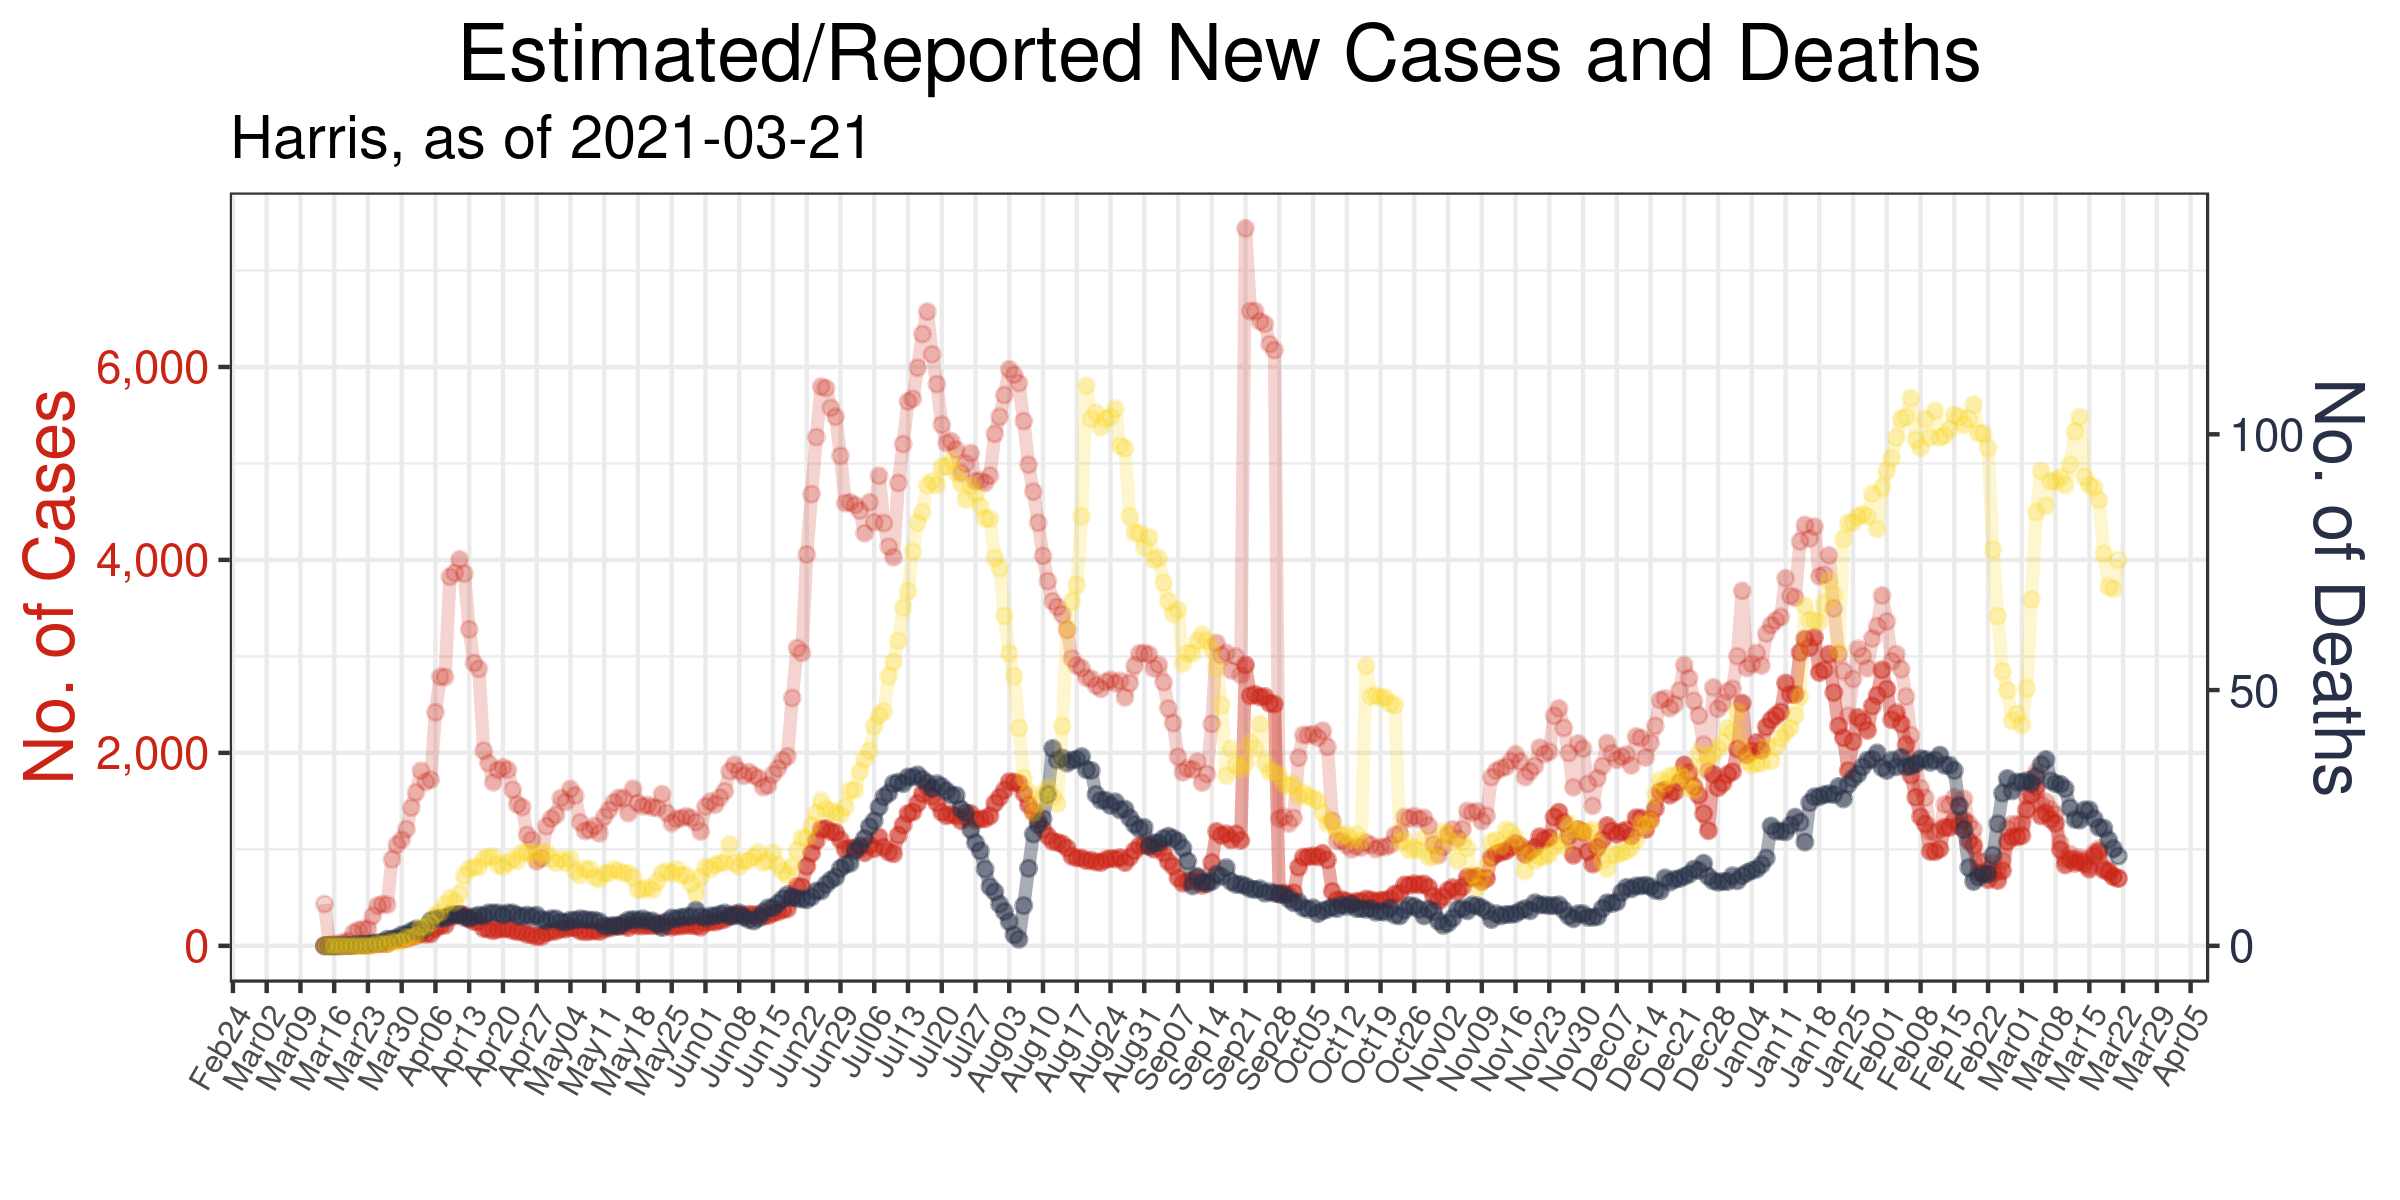 Estimated/Reported New Cases and Deaths
Harris, as of 2021-03-21
No. of Cases
6,000
4,000
2,000
0
No. of Deaths
100
50
0
Feb24
Mar02
Mar09
Mar16
Mar23
Mar30
Apr06
Apr13
Apr20
Apr27
May04
May11
May18
May25
Jun01
Jun08
Jun15
Jun22
Jun29
Jul06
Jul13
Jul20
Jul27
Aug03
Aug10
Aug17
Aug24
Aug31
Sep07
Sep14
Sep21
Sep28
Oct05
Oct12
Oct19
Oct26
Nov02
Nov09
Nov16
Nov23
Nov30
Dec07
Dec14
Dec21
Dec28
Jan04
Jan11
Jan18
Jan25
Feb01
Feb08
Feb15
Feb22
Mar01
Mar08
Mar15
Mar22
Mar29
Apr05